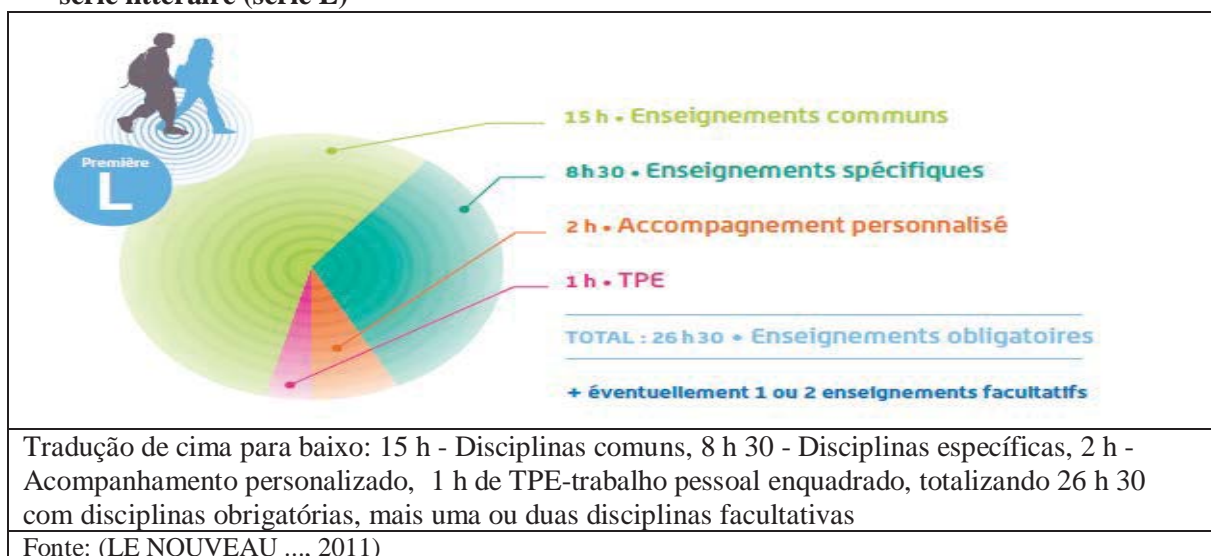 série littéraire (série L)
Première
L
15 h • Enseignements communs
8h30 • Enseignements spécifiques
2 h • Accompagnement personnalisé
1 h • TPE
TOTAL : 26 h 30 • Enseignements obligatoires
+ éventuellement 1 ou 2 enseignements facultatifs
Tradução de cima para baixo: 15 h - Disciplinas comuns, 8 h 30 - Disciplinas específicas, 2 h -
Acompanhamento personalizado, 1 h de TPE-trabalho pessoal enquadrado, totalizando 26 h 30
com disciplinas obrigatórias, mais uma ou duas disciplinas facultativas
Fonte: (LE NOUVEAU ..., 2011)